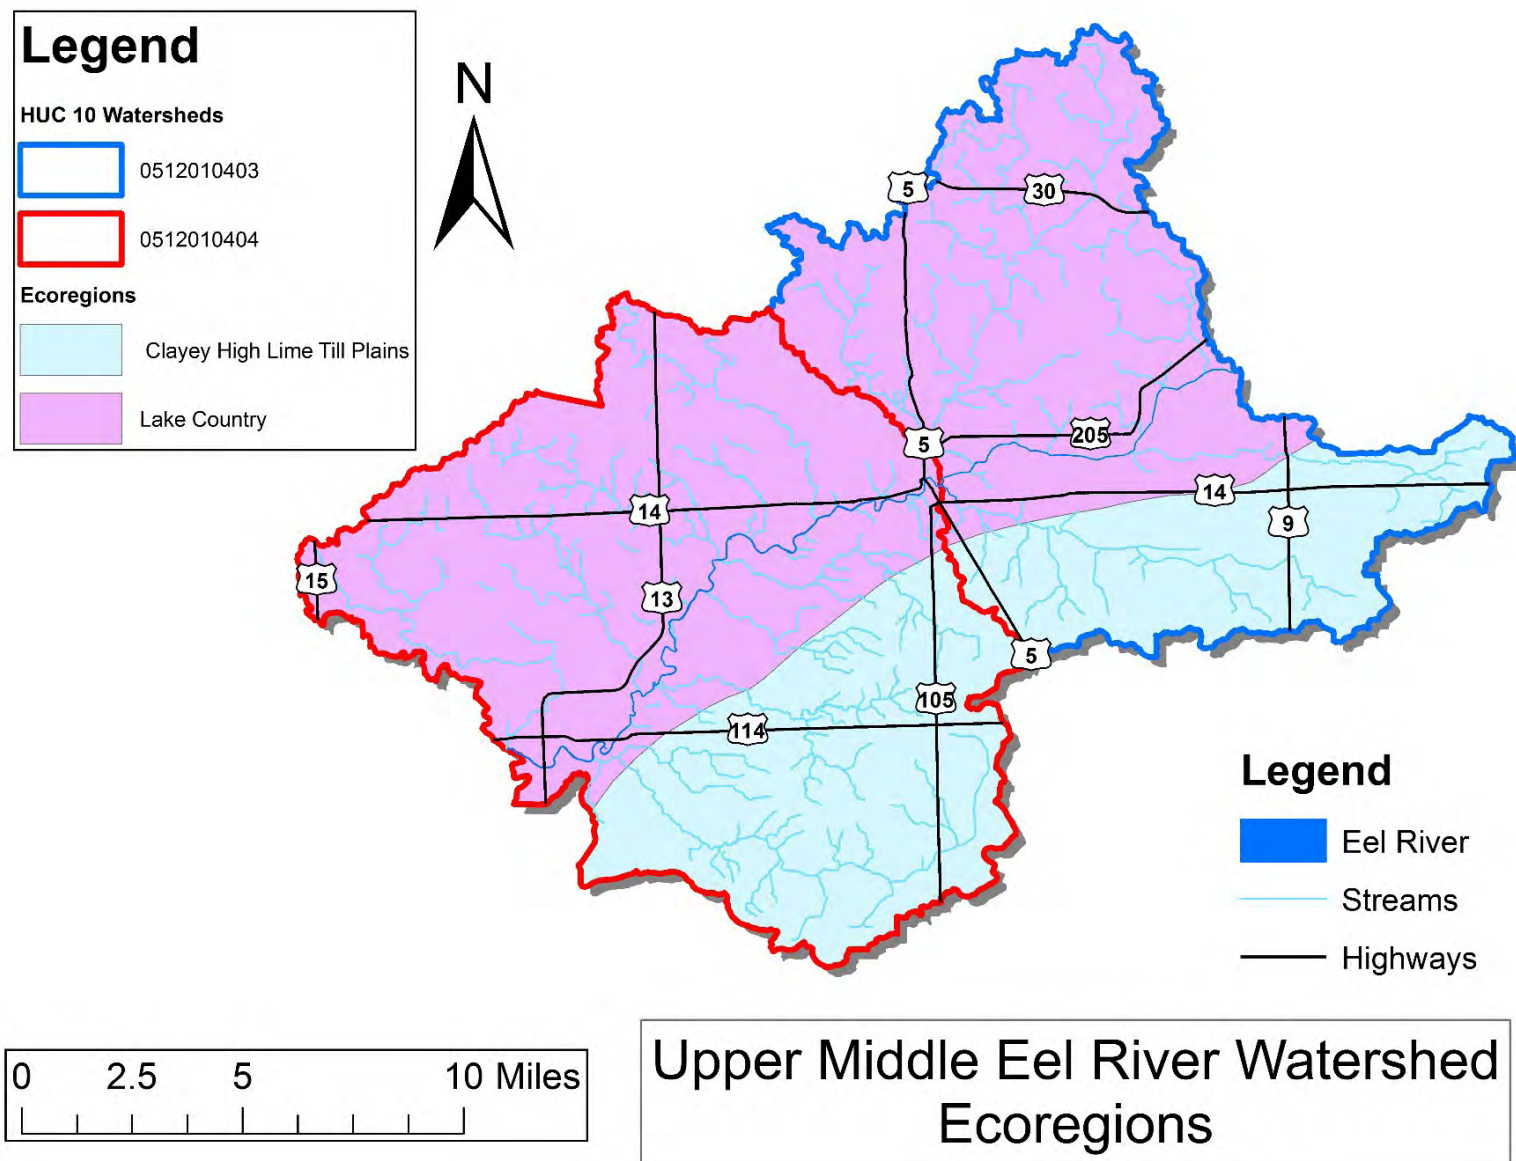 Legend
HUC 10 Watersheds
0512010403
0512010404
Ecoregions
Clayey High Lime Till Plains
Lake Country
N
5
30
5
205
14
14
9
15
13
5
105
114
Legend
Eel River
Streams
Highways
0 2.5 5 10 Miles
Upper Middle Eel River Watershed
Ecoregions